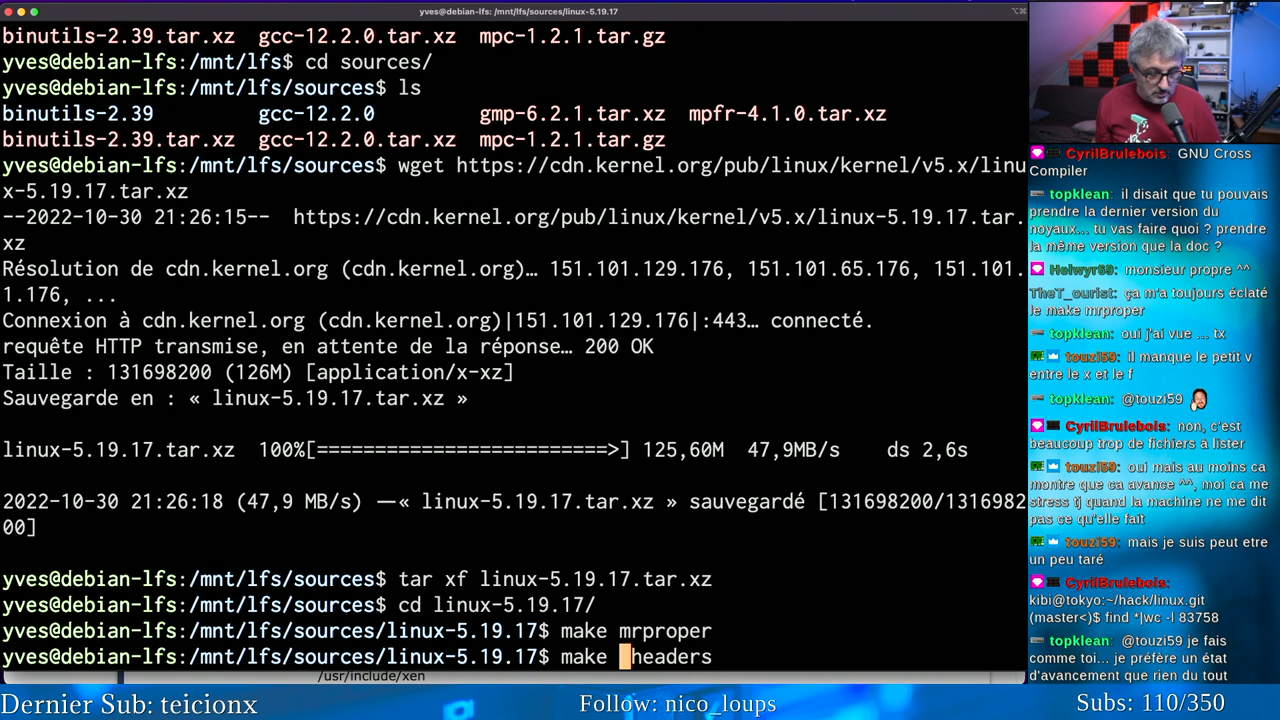 yves@debian-lfs: /mnt/lfs/sources/linux-5.19.17
binutils-2.39.tar.xz gcc-12.2.0.tar.xz mpc-1.2.1.tar.gz
yves@debian-lfs:/mnt/lfs$ cd sources/
yves@debian-lfs:/mnt/lfs/sources$ ls
binutils-2.39 gcc-12.2.0 gmp-6.2.1.tar.xz mpfr-4.1.0.tar.xz
binutils-2.39.tar.xz gcc-12.2.0.tar.xz mpc-1.2.1.tar.gz
yves@debian-lfs:/mnt/lfs/sources$ wget https://cdn.kernel.org/pub/linux/kernel/v5.x/linu
x-5.19.17.tar.xz
--2022-10-30 21:26:15-- https://cdn.kernel.org/pub/linux/kernel/v5.x/linux-5.19.17.tar.
xz
Résolution de cdn.kernel.org (cdn.kernel.org)… 151.101.129.176, 151.101.65.176, 151.101.
1.176, ...
Connexion à cdn.kernel.org (cdn.kernel.org)|151.101.129.176|:443… connecté.
requête HTTP transmise, en attente de la réponse… 200 OK
Taille : 131698200 (126M) [application/x-xz]
Sauvegarde en : « linux-5.19.17.tar.xz »
linux-5.19.17.tar.xz 100%[========================>] 125,60M 47,9MB/s ds 2,6s
2022-10-30 21:26:18 (47,9 MB/s) —« linux-5.19.17.tar.xz » sauvegardé [131698200/1316982
00]
yves@debian-lfs:/mnt/lfs/sources$ tar xf linux-5.19.17.tar.xz
yves@debian-lfs:/mnt/lfs/sources$ cd linux-5.19.17/
yves@debian-lfs:/mnt/lfs/sources/linux-5.19.17$ make mrproper
yves@debian-lfs:/mnt/lfs/sources/linux-5.19.17$ make headers
/usr/include/xen
CyrilBrulebois: GNU Cross
Compiler
topklean: il disait que tu pouvais
prendre la dernier version du
noyaux... tu vas faire quoi ? prendre
la même version que la doc ?
Helwyr69: monsieur propre ^^
TheT_ourist: ça m'a toujours éclaté
le make mrproper
topklean: oui j'ai vue ... tx
touzi59: il manque le petit v
entre le x et le f
topklean: @touzi59
CyrilBrulebois: non, c'est
beaucoup trop de fichiers à lister
touzi59: oui mais au moins ca
montre que ca avance ^^, moi ca me
stress tj quand la machine ne me dit
pas ce qu'elle fait
touzi59: mais je suis peut etre
un peu taré
CyrilBrulebois:
kibi@tokyo:~/hack/linux.git
(master<)$ find *|wc -l 83758
topklean: @touzi59 je fais
comme toi... je préfère un état
d'avancement que rien du tout
Dernier Sub: teicionx
Follow: nico_loups
Subs: 110/350